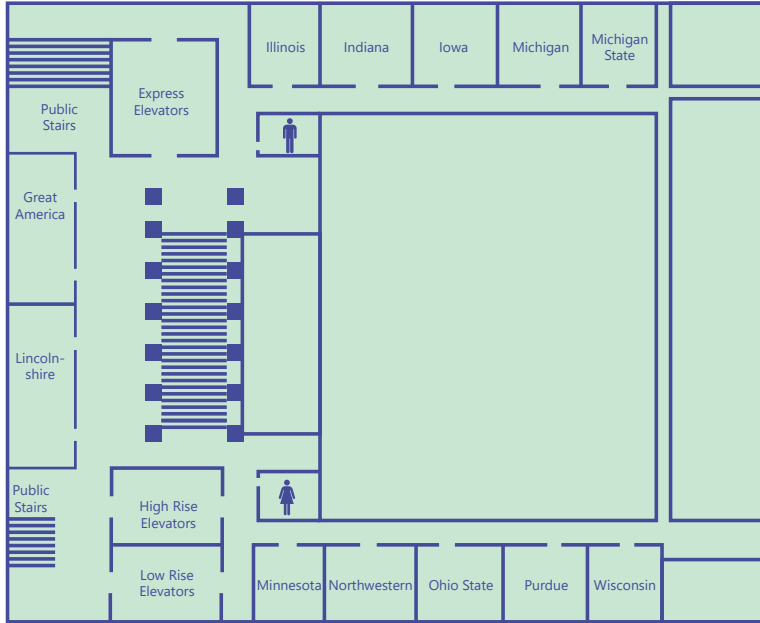 Illinois
Indiana
Iowa
Michigan
Michigan
State
Express
Elevators
Public
Stairs
Great
America
Lincoln-
shire
Public
Stairs
High Rise
Elevators
Low Rise
Elevators
Minnesota
Northwestern
Ohio State
Purdue
Wisconsin